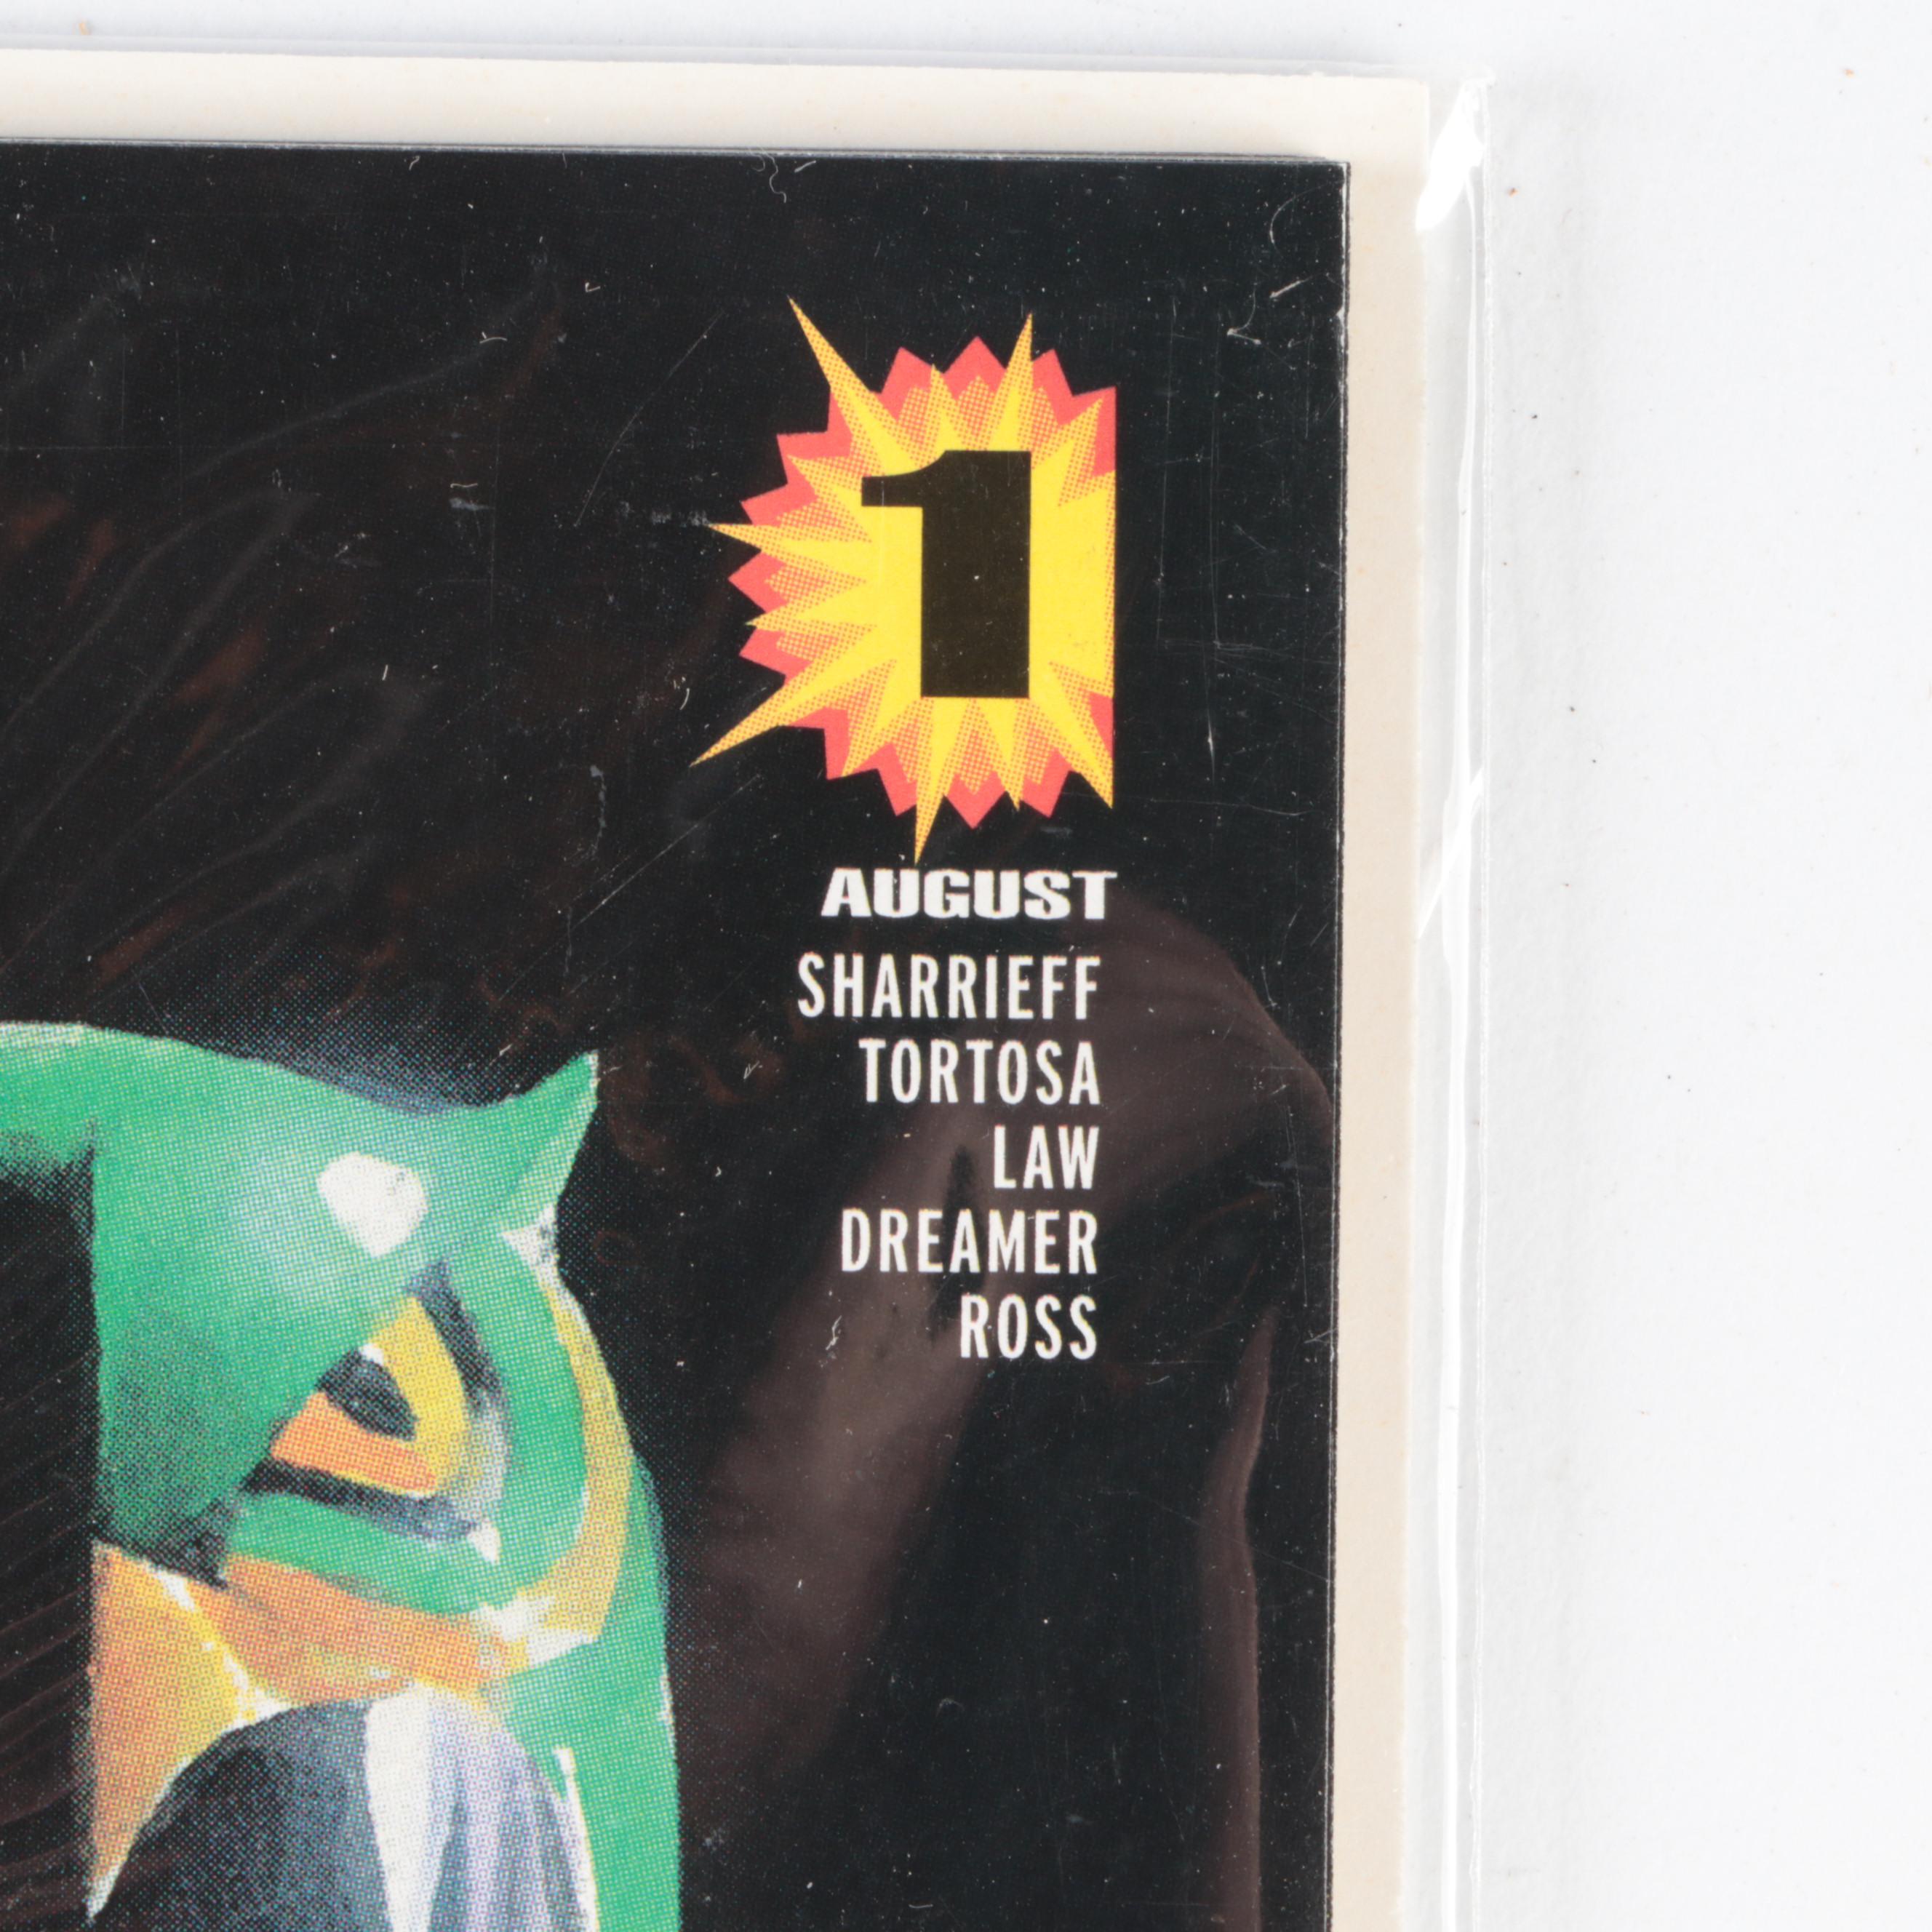 1
AUGUST
SHARRIEFF
TORTOSA
LAW
DREAMER
ROSS